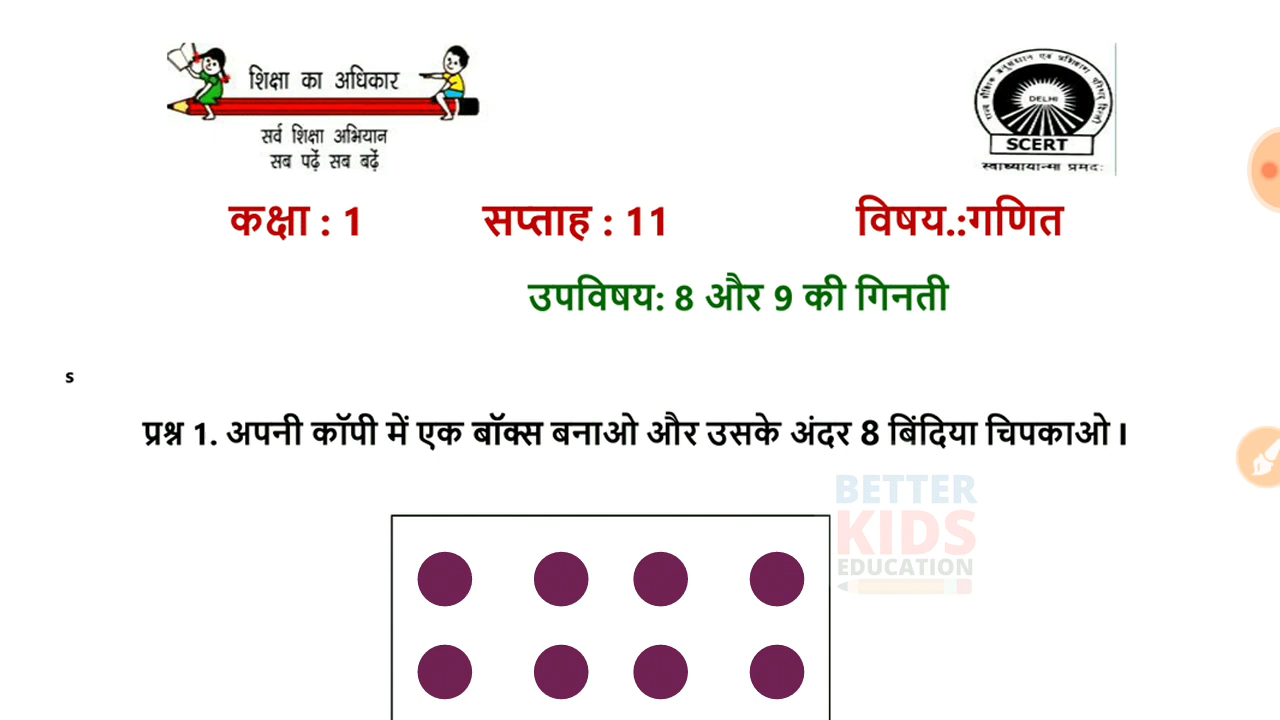 शिक्षा का अधिकार
सर्व शिक्षा अभियान
सब पढ़ें सब बढ़ें
DELHI
SCERT
कक्षा : 1 सप्ताह : 11 विषय.:गणित
उपविषय: 8 और 9 की गिनती
s
प्रश्न 1. अपनी कॉपी में एक बॉक्स बनाओ और उसके अंदर 8 बिंदिया चिपकाओ I
BETTER
KIDS
EDUCATION